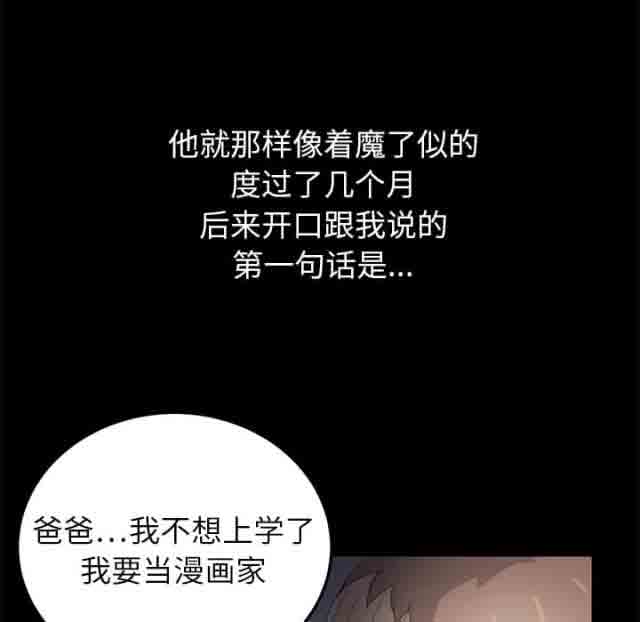 他就那样像着魔了似的
度过了几个月
后来开口跟我说的
第一句话是...
爸爸...我不想上学了
我要当漫画家